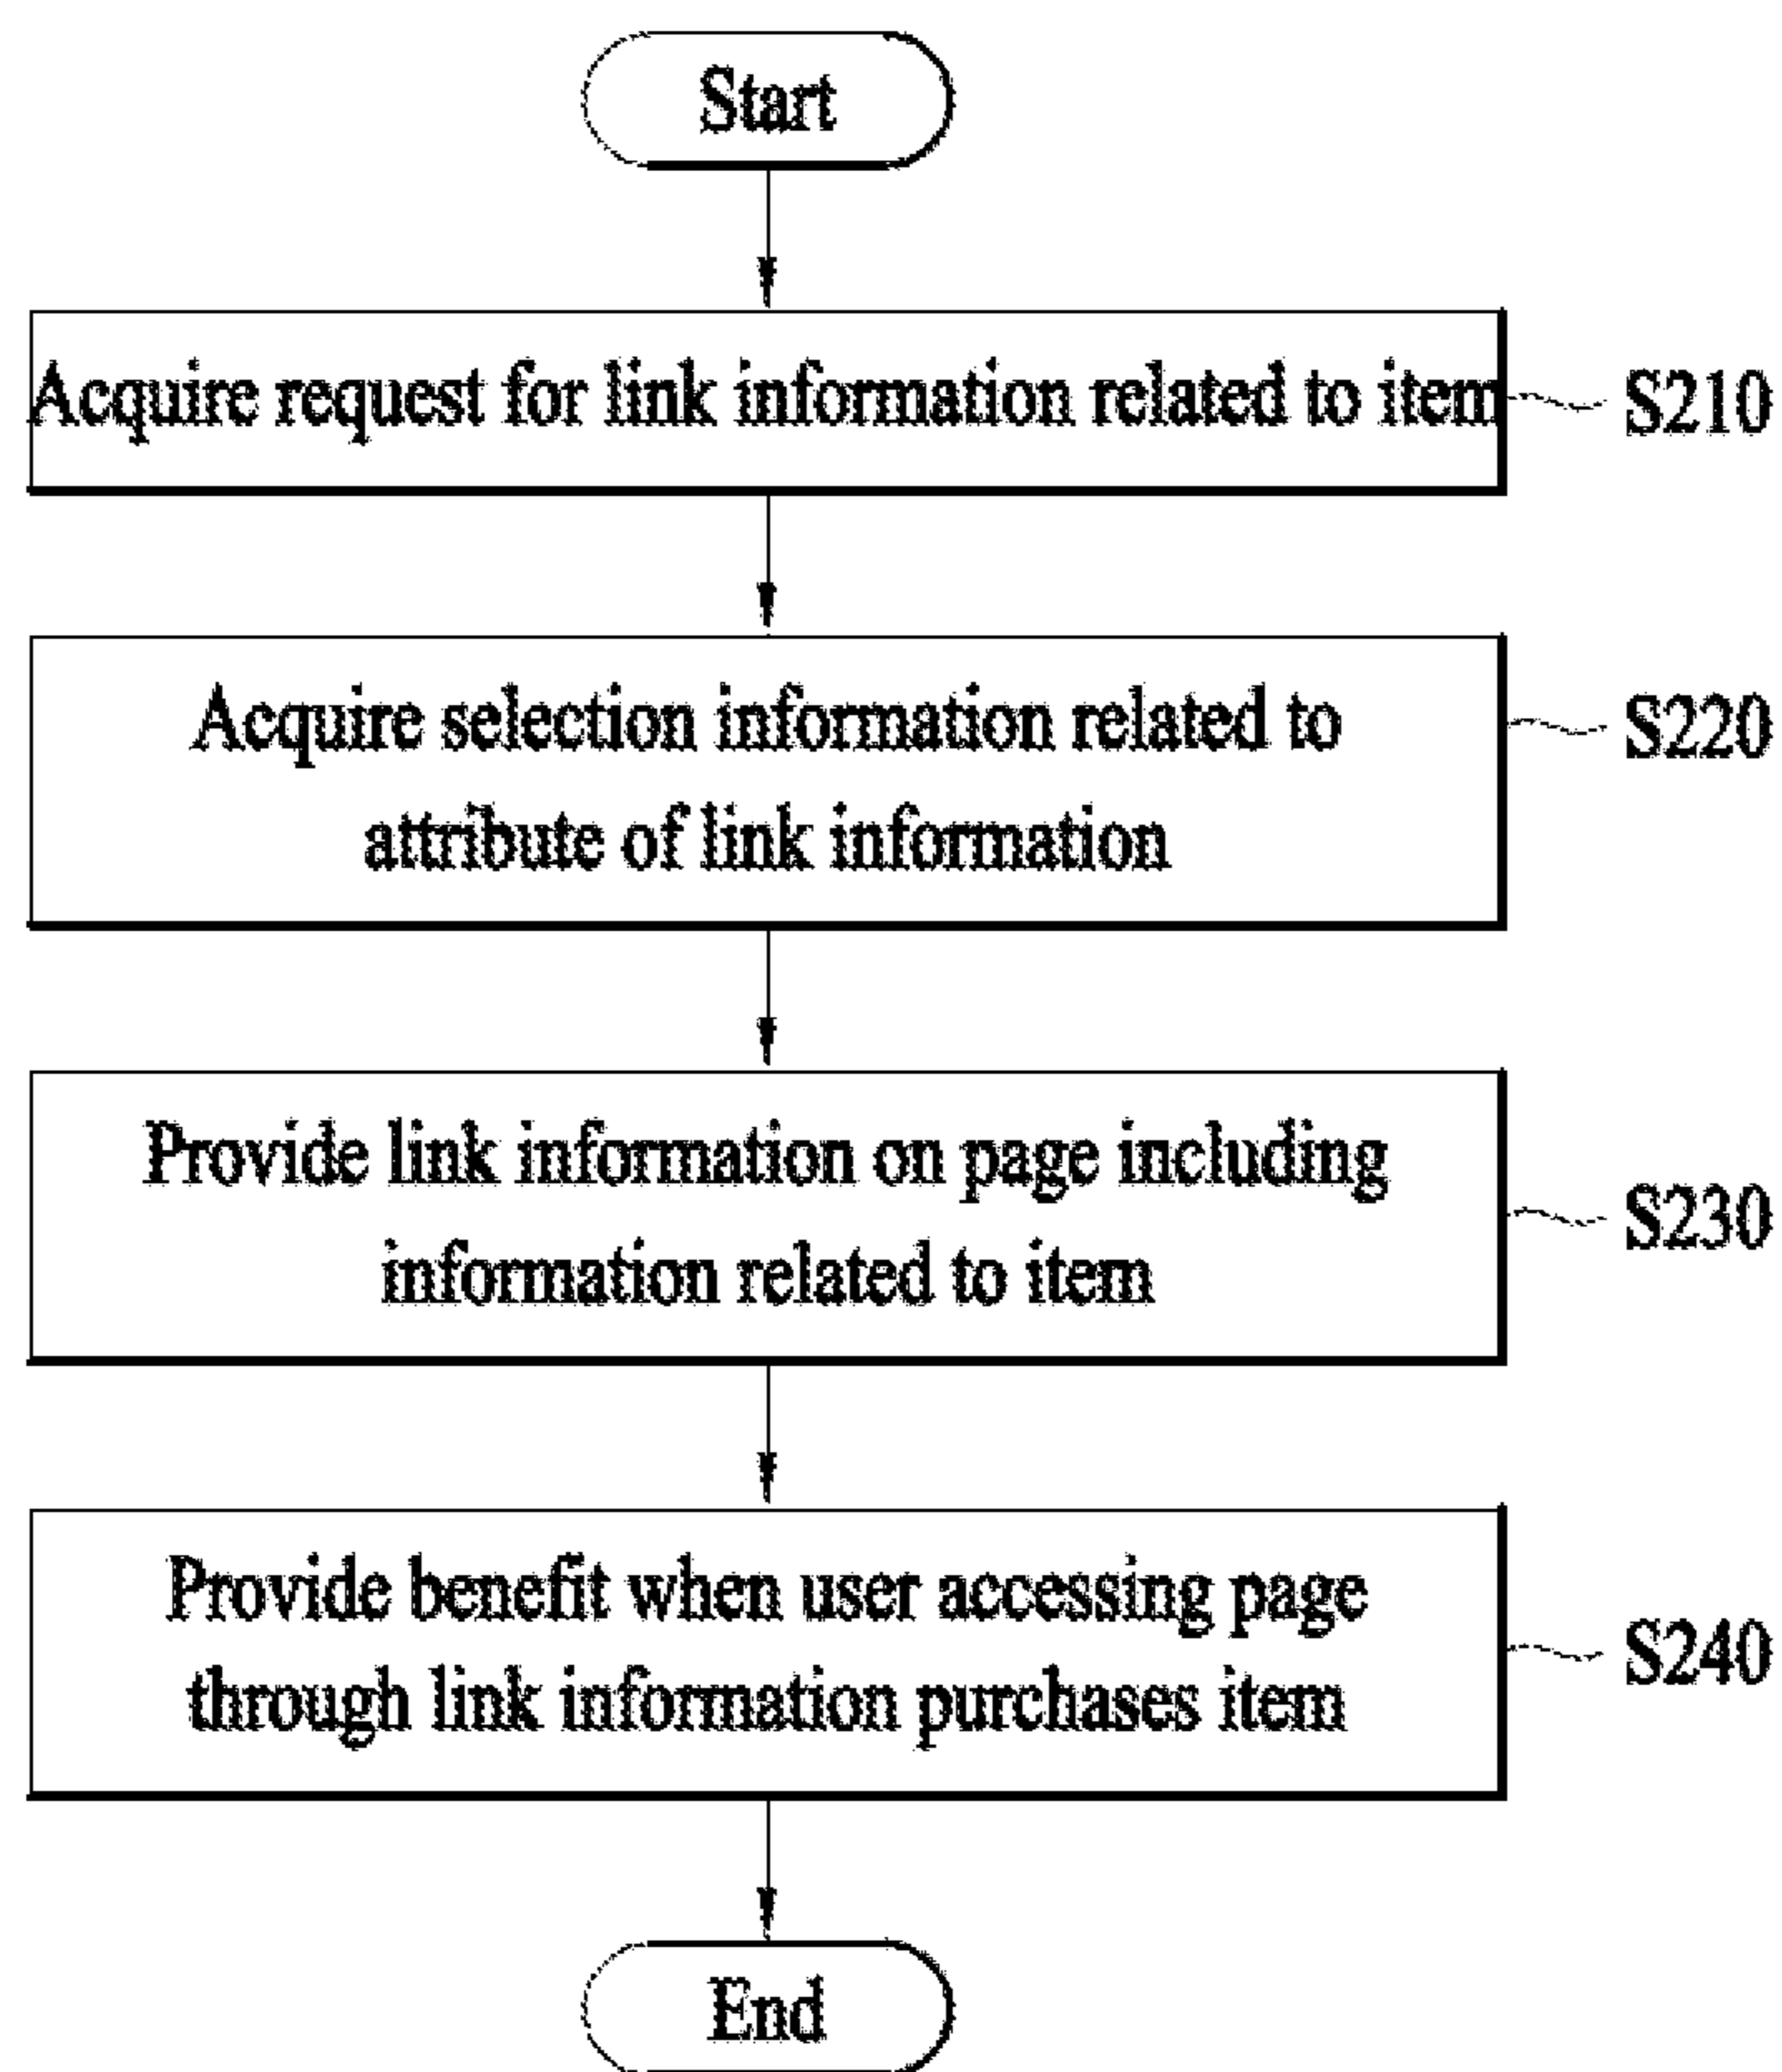 Start
Acquire request for link information related to item
S210
Acquire selection information related to
attribute of link information
S220
Provide link information on page including
information related to item
S230
Provide benefit when user accessing page
through link information purchases item
S240
End